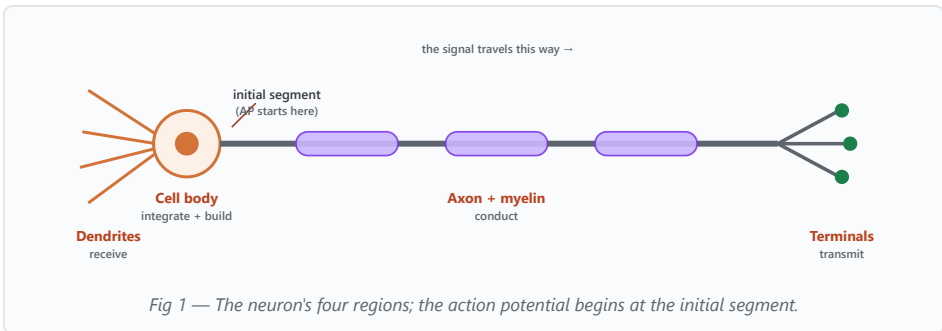 the signal travels this way →
initial segment
(AP starts here)
Cell body
integrate + build
Axon + myelin
conduct
Dendrites
receive
Terminals
transmit
Fig 1 — The neuron's four regions; the action potential begins at the initial segment.